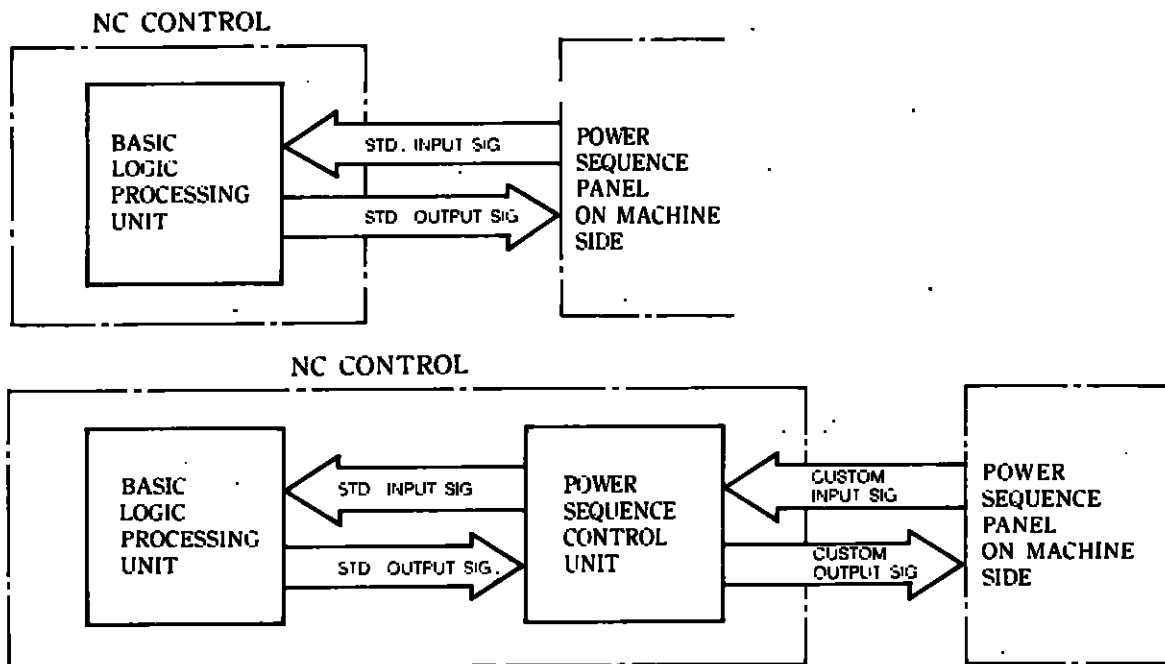 NC CONTROL
BASIC
LOGIC
PROCESSING
UNIT
STD. INPUT SIG
STD OUTPUT SIG
POWER
SEQUENCE
PANEL
ON MACHINE
SIDE
NC CONTROL
BASIC
LOGIC
PROCESSING
UNIT
STD INPUT SIG
STD OUTPUT SIG.
POWER
SEQUENCE
CONTROL
UNIT
CUSTOM
INPUT SIG
CUSTOM
OUTPUT SIG
POWER
SEQUENCE
PANEL
ON MACHINE
SIDE